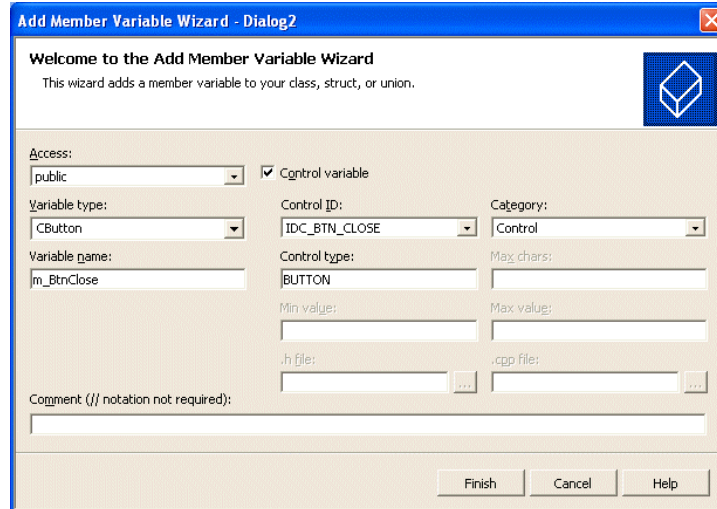 Add Member Variable Wizard - Dialog2
Welcome to the Add Member Variable Wizard
This wizard adds a member variable to your class, struct, or union.
Access:
public
Control variable
Variable type:
Control ID:
Category:
CButton
IDC_BTN_CLOSE
Control
Variable name:
Control type:
Max chars:
m_BtnClose
BUTTON
Min value:
Max value:
.h file:
.cpp file:
...
...
Comment (// notation not required):
Finish
Cancel
Help